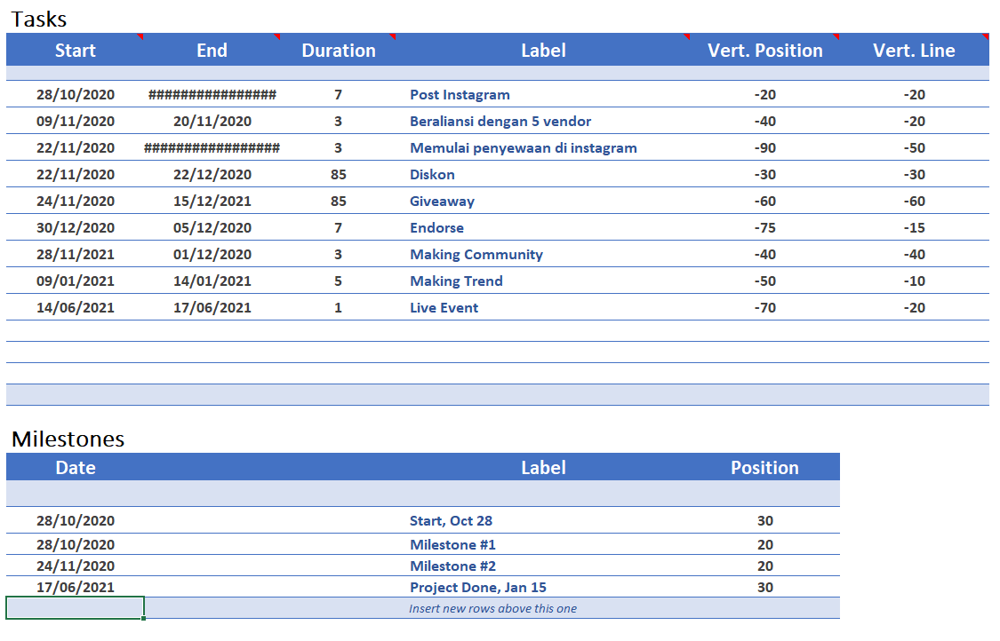 Tasks
Start End Duration Label Vert. Position Vert. Line
28/10/2020 ################ 7 Post Instagram -20 -20
09/11/2020 20/11/2020 3 Beraliansi dengan 5 vendor -40 -20
22/11/2020 ################# 3 Memulai penyewaan di instagram -90 -50
22/11/2020 22/12/2020 85 Diskon -30 -30
24/11/2020 15/12/2021 85 Giveaway -60 -60
30/12/2020 05/12/2020 7 Endorse -75 -15
28/11/2021 01/12/2020 3 Making Community -40 -40
09/01/2021 14/01/2021 5 Making Trend -50 -10
14/06/2021 17/06/2021 1 Live Event -70 -20
Milestones
Date Label Position
28/10/2020 Start, Oct 28 30
28/10/2020 Milestone #1 20
24/11/2020 Milestone #2 20
17/06/2021 Project Done, Jan 15 30
Insert new rows above this one